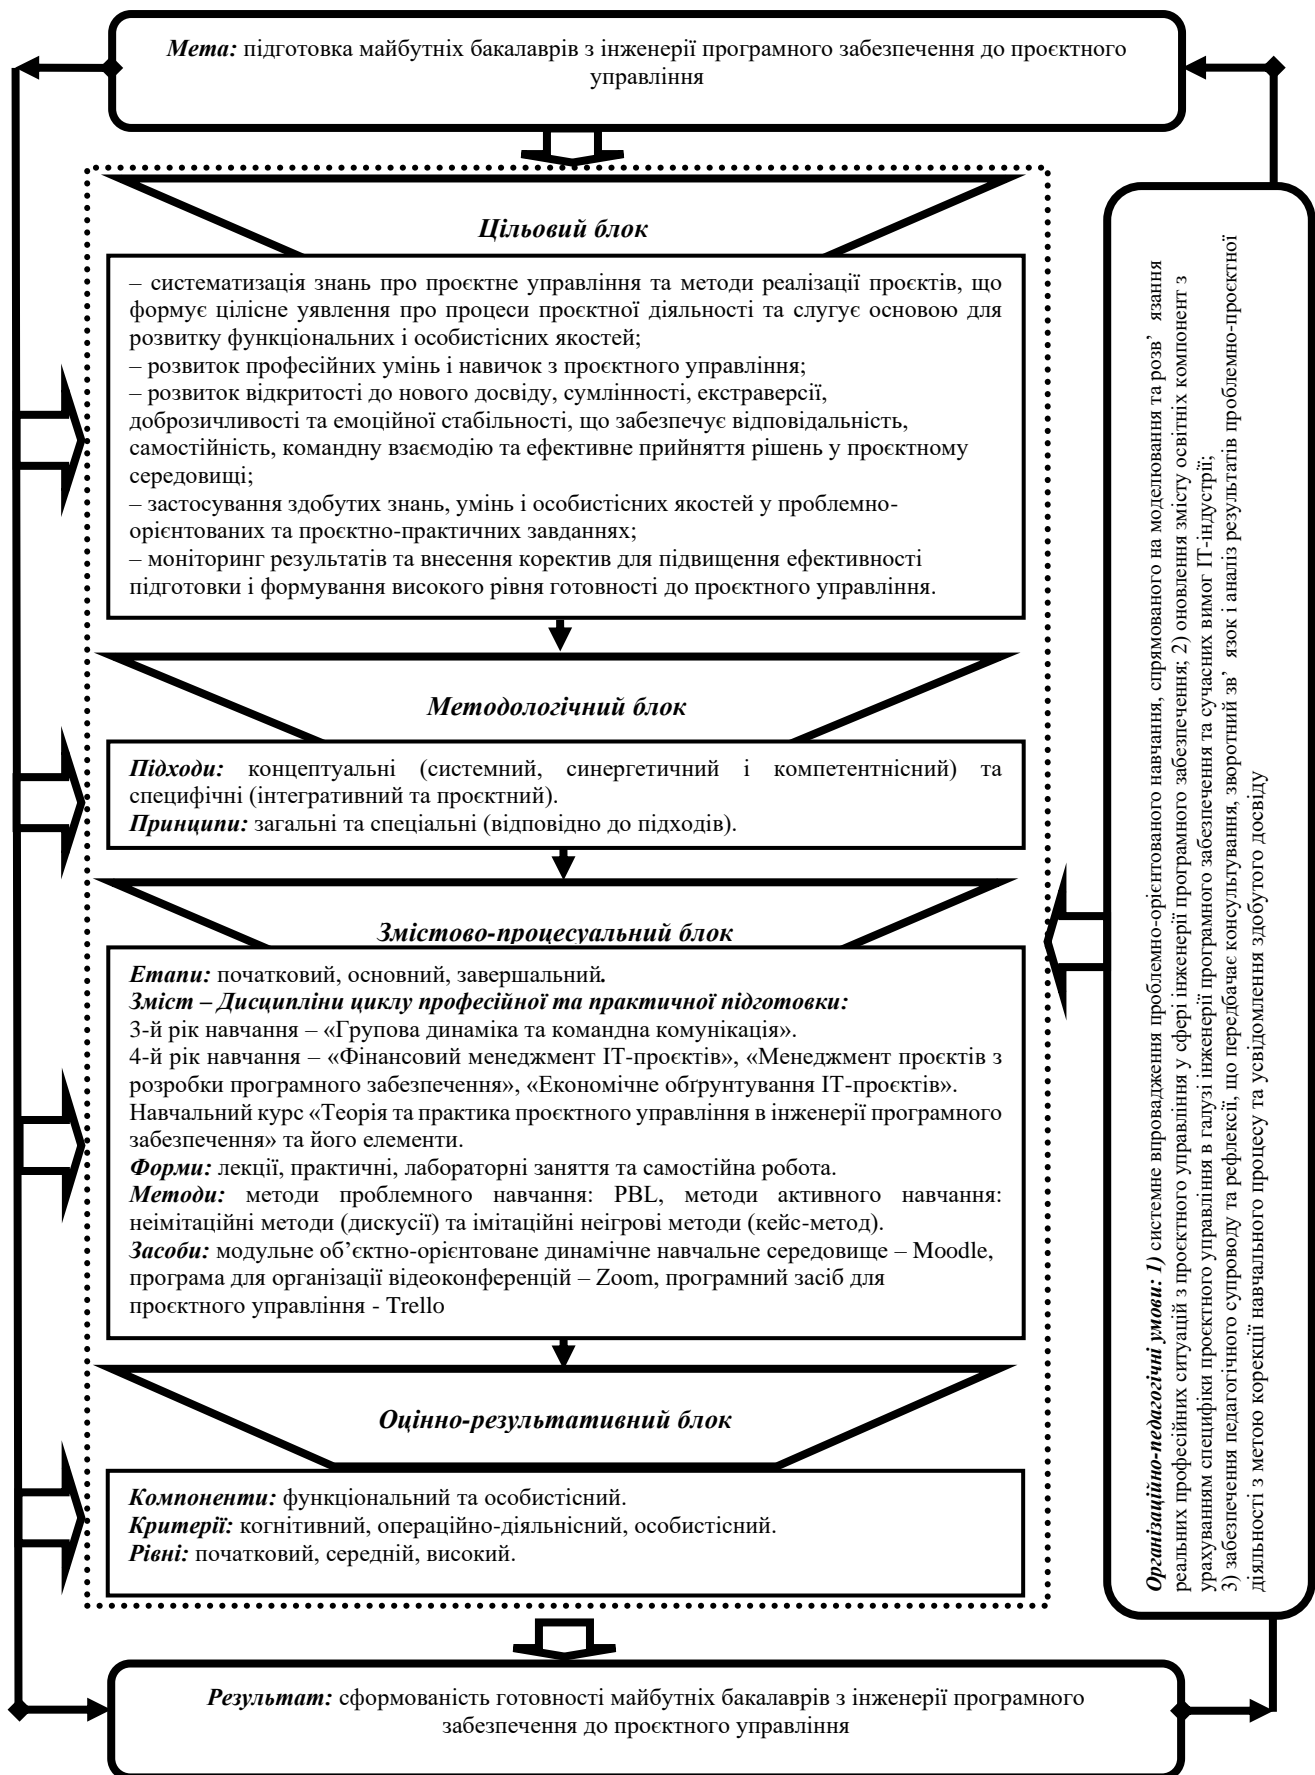 Мета: підготовка майбутніх бакалаврів з інженерії програмного забезпечення до проєктного
управління
Цільовий блок
– систематизація знань про проєктне управління та методи реалізації проєктів, що
формує цілісне уявлення про процеси проєктної діяльності та слугує основою для
розвитку функціональних і особистісних якостей;
– розвиток професійних умінь і навичок з проєктного управління;
– розвиток відкритості до нового досвіду, сумлінності, екстраверсії,
доброзичливості та емоційної стабільності, що забезпечує відповідальність,
самостійність, командну взаємодію та ефективне прийняття рішень у проєктному
середовищі;
– застосування здобутих знань, умінь і особистісних якостей у проблемно-
орієнтованих та проєктно-практичних завданнях;
– моніторинг результатів та внесення коректив для підвищення ефективності
підготовки і формування високого рівня готовності до проєктного управління.
Методологічний блок
Підходи: концептуальні (системний, синергетичний і компетентнісний) та
специфічні (інтегративний та проєктний).
Принципи: загальні та спеціальні (відповідно до підходів).
Змістово-процесуальний блок
Етапи: початковий, основний, завершальний.
Зміст – Дисципліни циклу професійної та практичної підготовки:
3-й рік навчання – «Групова динаміка та командна комунікація».
4-й рік навчання – «Фінансовий менеджмент ІТ-проєктів», «Менеджмент проєктів з
розробки програмного забезпечення», «Економічне обґрунтування ІТ-проєктів».
Навчальний курс «Теорія та практика проєктного управління в інженерії програмного
забезпечення» та його елементи.
Форми: лекції, практичні, лабораторні заняття та самостійна робота.
Методи: методи проблемного навчання: PBL, методи активного навчання:
неімітаційні методи (дискусії) та імітаційні неігрові методи (кейс-метод).
Засоби: модульне об’єктно-орієнтоване динамічне навчальне середовище – Moodle,
програма для організації відеоконференцій – Zoom, програмний засіб для
проєктного управління - Trello
Оцінно-результативний блок
Компоненти: функціональний та особистісний.
Критерії: когнітивний, операційно-діяльнісний, особистісний.
Рівні: початковий, середній, високий.
Організаційно-педагогічні умови: 1) системне впровадження проблемно-орієнтованого навчання, спрямованого на моделювання та розв’ язання
реальних професійних ситуацій з проєктного управління у сфері інженерії програмного забезпечення; 2) оновлення змісту освітніх компонент з
урахуванням специфіки проєктного управління в галузі інженерії програмного забезпечення та сучасних вимог ІТ-індустрії;
3) забезпечення педагогічного супроводу та рефлексії, що передбачає консультування, зворотний зв’ язок і аналіз результатів проблемно-проєктної
діяльності з метою корекції навчального процесу та усвідомлення здобутого досвіду
Результат: сформованість готовності майбутніх бакалаврів з інженерії програмного
забезпечення до проєктного управління